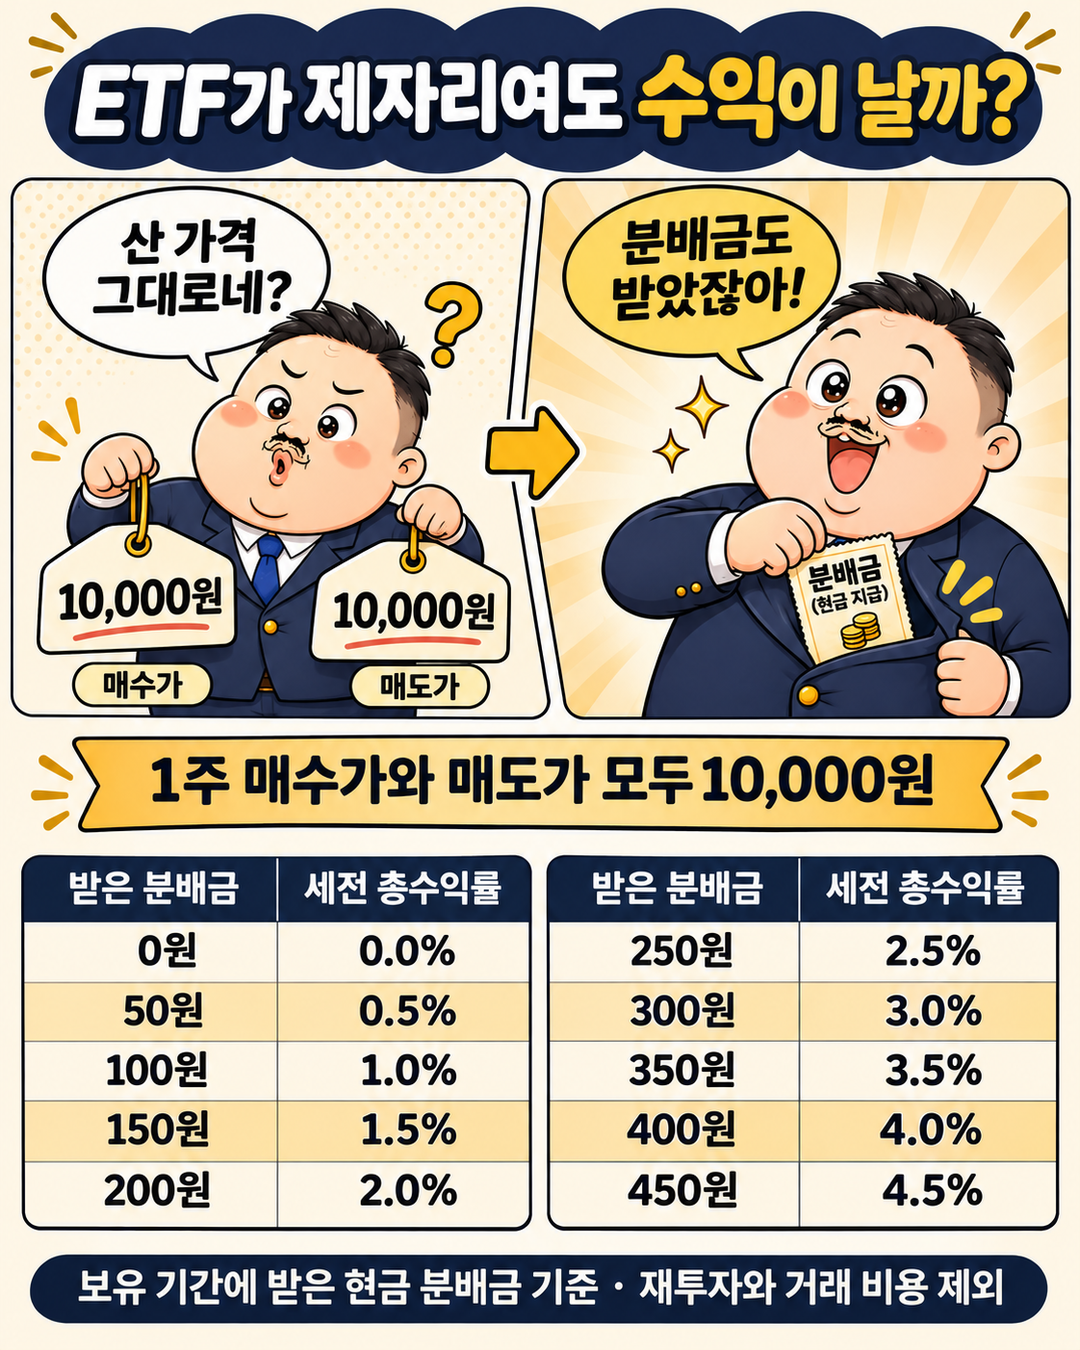 ETF가 제자리여도 수익이 날까?
산 가격
그대로네?
?
10,000원
10,000원
매수가
매도가
분배금도
받았잖아!
분배금
(현금 지급)
1주 매수가와 매도가 모두 10,000원
받은 분배금 세전 총수익률
0원 0.0%
50원 0.5%
100원 1.0%
150원 1.5%
200원 2.0%
받은 분배금 세전 총수익률
250원 2.5%
300원 3.0%
350원 3.5%
400원 4.0%
450원 4.5%
보유 기간에 받은 현금 분배금 기준 · 재투자와 거래 비용 제외